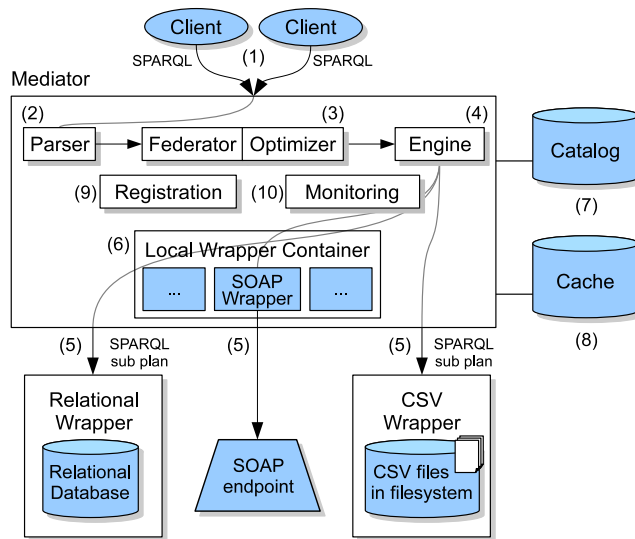 Client
Client
(1)
SPARQL
SPARQL
Mediator
(2)
(3)
(4)
Parser
Federator
Optimizer
Engine
Catalog
(7)
(9)
Registration
(10)
Monitoring
(6)
Local Wrapper Container
...
SOAP
Wrapper
...
Cache
(8)
(5)
SPARQL
sub plan
(5)
(5)
SPARQL
sub plan
Relational
Wrapper
Relational
Database
SOAP
endpoint
CSV
Wrapper
CSV files
in filesystem